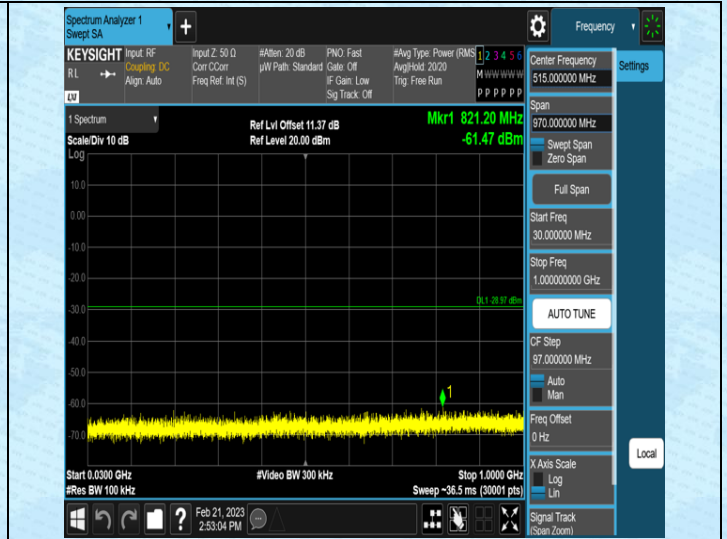 Spectrum Analyzer 1
Swept SA
+
Frequency
KEYSIGHT
RL
LXI
Input: RF
Coupling: DC
Align: Auto
Input Z: 50 Ω
Corr CCorr
Freq Ref: Int (S)
#Atten: 20 dB
µW Path: Standard
PNO: Fast
Gate: Off
IF Gain: Low
Sig Track: Off
#Avg Type: Power (RMS
Avg|Hold: 20/20
Trig: Free Run
1 2 3 4 5 6
M W W W W W
P P P P P P
1 Spectrum
Scale/Div 10 dB
Log
Ref Lvl Offset 11.37 dB
Ref Level 20.00 dBm
Mkr1 821.20 MHz
-61.47 dBm
10.0
0.00
-10.0
-20.0
DL1 -28.97 dBm
-30.0
-40.0
-50.0
1
-60.0
-70.0
Start 0.0300 GHz
#Res BW 100 kHz
#Video BW 300 kHz
Stop 1.0000 GHz
Sweep ~36.5 ms (30001 pts)
?
Feb 21, 2023
2:53:04 PM
Settings
Center Frequency
515.000000 MHz
Span
970.000000 MHz
Swept Span
Zero Span
Full Span
Start Freq
30.000000 MHz
Stop Freq
1.000000000 GHz
AUTO TUNE
CF Step
97.000000 MHz
Auto
Man
Freq Offset
0 Hz
X Axis Scale
Log
Lin
Signal Track
(Span Zoom)
Local